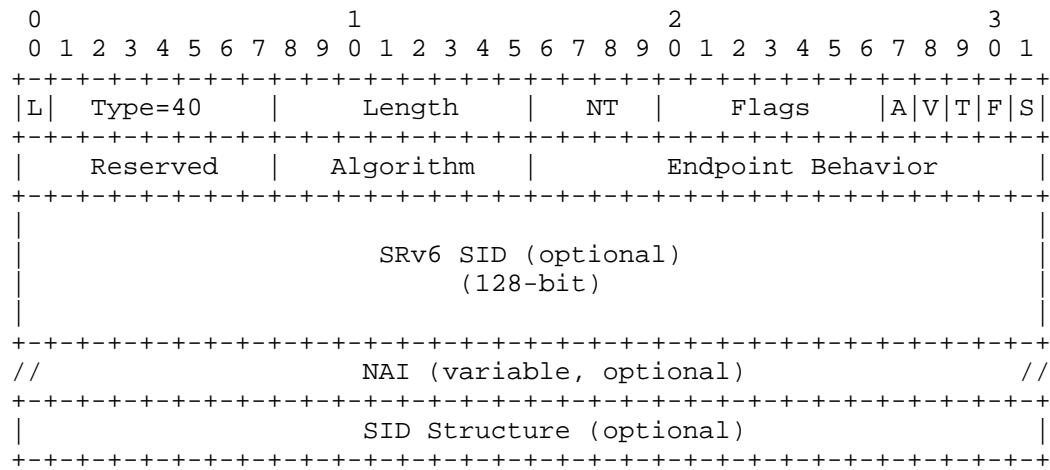 0                   1                   2                   3
 0 1 2 3 4 5 6 7 8 9 0 1 2 3 4 5 6 7 8 9 0 1 2 3 4 5 6 7 8 9 0 1
+-+-+-+-+-+-+-+-+-+-+-+-+-+-+-+-+-+-+-+-+-+-+-+-+-+-+-+-+-+-+-+-+
|L|   Type=40   |     Length    |   NT  |     Flags   |A|V|T|F|S|
+-+-+-+-+-+-+-+-+-+-+-+-+-+-+-+-+-+-+-+-+-+-+-+-+-+-+-+-+-+-+-+-+
|    Reserved   |   Algorithm   |        Endpoint Behavior      |
+-+-+-+-+-+-+-+-+-+-+-+-+-+-+-+-+-+-+-+-+-+-+-+-+-+-+-+-+-+-+-+-+
|                                                               |
|                      SRv6 SID (optional)                      |
|                           (128-bit)                           |
|                                                               |
+-+-+-+-+-+-+-+-+-+-+-+-+-+-+-+-+-+-+-+-+-+-+-+-+-+-+-+-+-+-+-+-+
//                    NAI (variable, optional)                 //
+-+-+-+-+-+-+-+-+-+-+-+-+-+-+-+-+-+-+-+-+-+-+-+-+-+-+-+-+-+-+-+-+
|                     SID Structure (optional)                  |
+-+-+-+-+-+-+-+-+-+-+-+-+-+-+-+-+-+-+-+-+-+-+-+-+-+-+-+-+-+-+-+-+